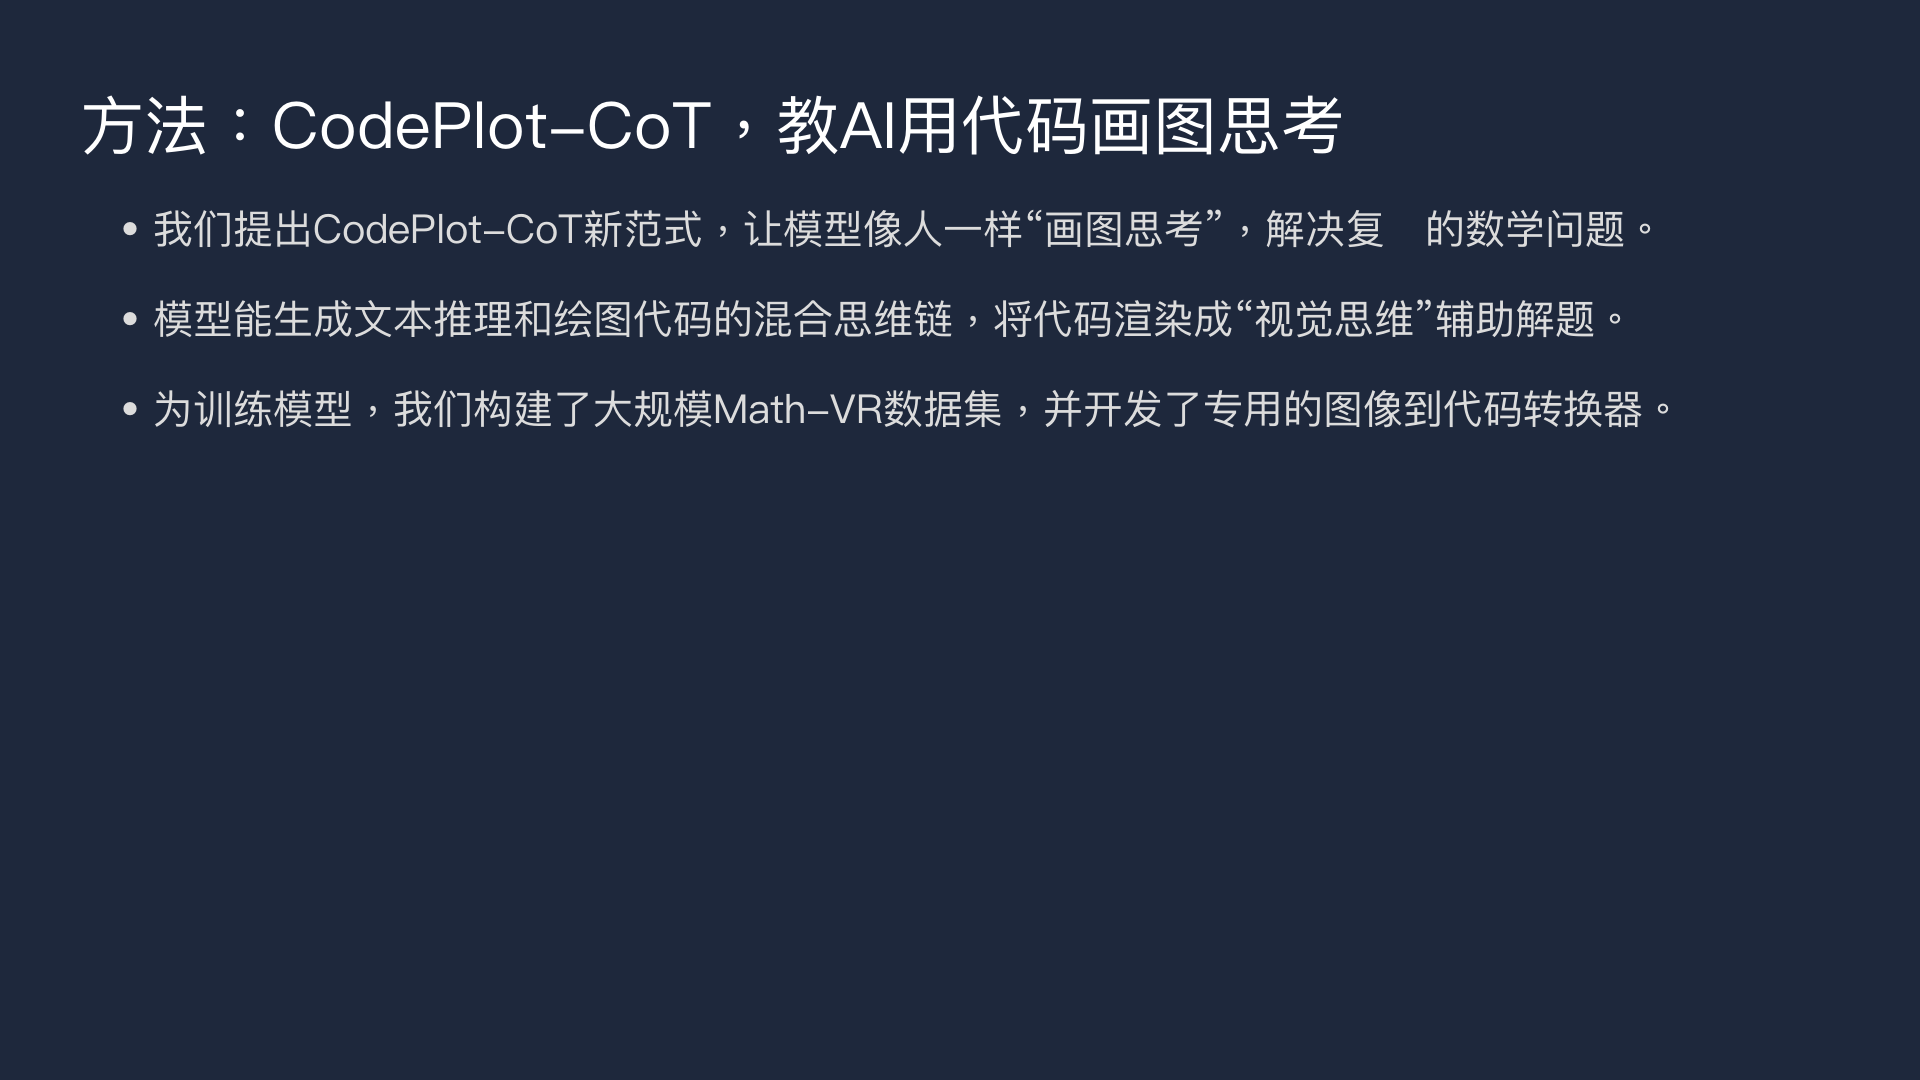 方法：CodePlot-CoT，教AI用代码画图思考
• 我们提出CodePlot-CoT新范式，让模型像人一样“画图思考”，解决复 的数学问题。
• 模型能生成文本推理和绘图代码的混合思维链，将代码渲染成“视觉思维”辅助解题。
• 为训练模型，我们构建了大规模Math-VR数据集，并开发了专用的图像到代码转换器。